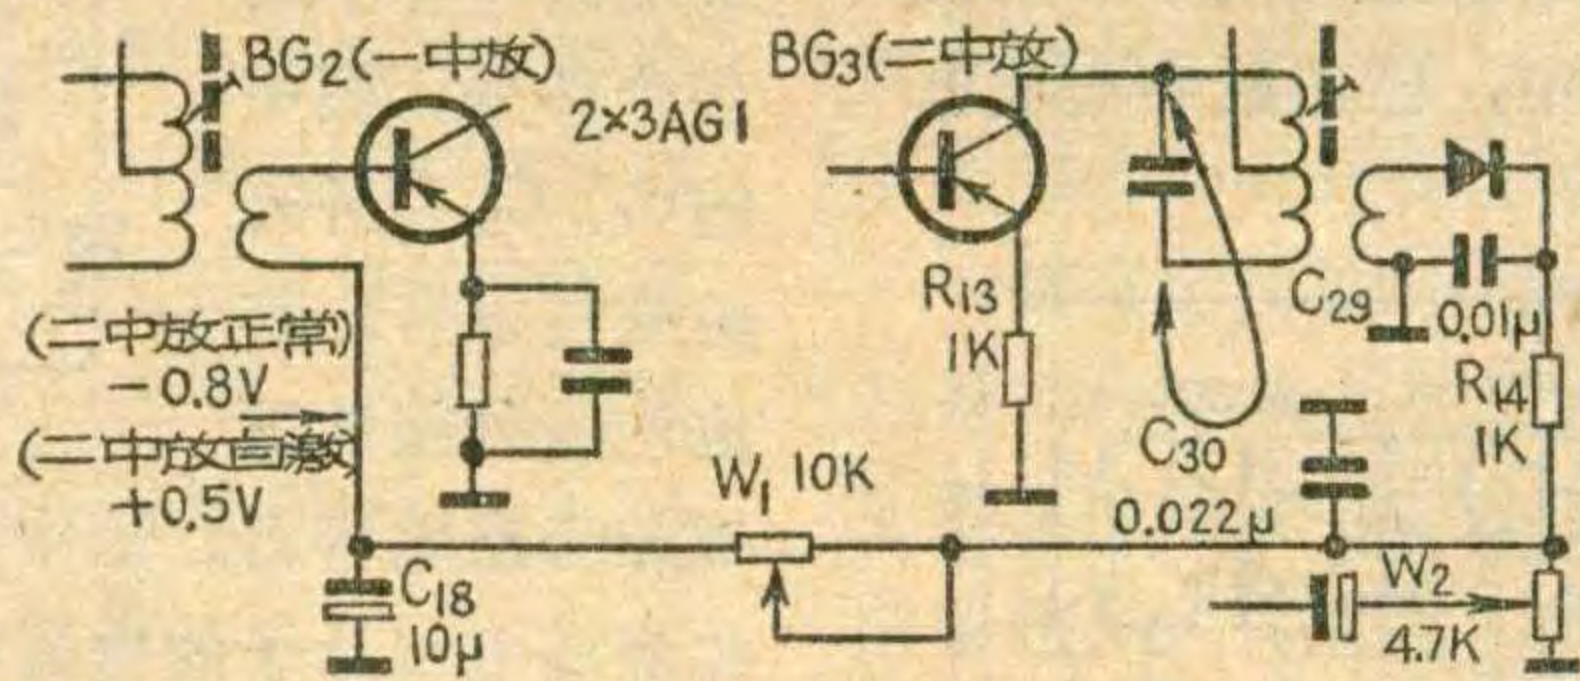 BG2(一中放)
2×3AG1
BG3(二中放)
(二中放正常)
-0.8V
(二中放自激)
+0.5V
C18
10μ
W1 10K
R13
1K
C29
0.01μ
C30
0.022μ
R14
1K
W2
4.7K